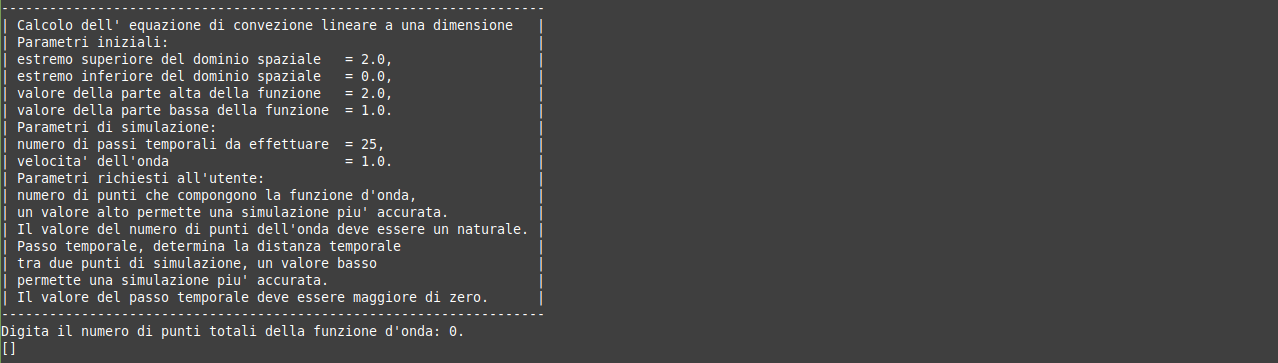 --------------------------------------------------------------------
| Calcolo dell' equazione di convezione lineare a una dimensione   |
| Parametri iniziali:                                              |
| estremo superiore del dominio spaziale   = 2.0,                  |
| estremo inferiore del dominio spaziale   = 0.0,                  |
| valore della parte alta della funzione   = 2.0,                  |
| valore della parte bassa della funzione  = 1.0.                  |
| Parametri di simulazione:                                        |
| numero di passi temporali da effettuare  = 25,                   |
| velocita' dell'onda                      = 1.0.                  |
| Parametri richiesti all'utente:                                  |
| numero di punti che compongono la funzione d'onda,               |
| un valore alto permette una simulazione piu' accurata.           |
| Il valore del numero di punti dell'onda deve essere un naturale. |
| Passo temporale, determina la distanza temporale                 |
| tra due punti di simulazione, un valore basso                    |
| permette una simulazione piu' accurata.                          |
| Il valore del passo temporale deve essere maggiore di zero.      |
--------------------------------------------------------------------
Digita il numero di punti totali della funzione d'onda: 0.
[]